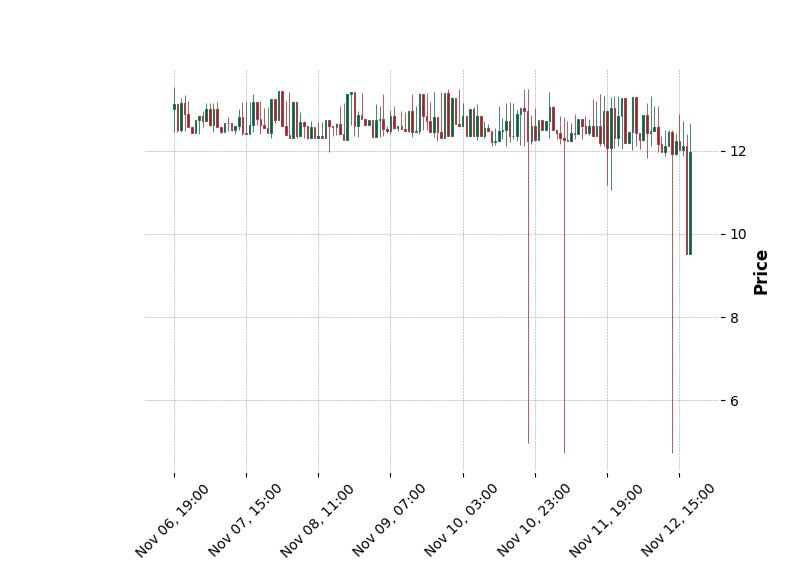 12
10
8
6
Price
Nov 06, 19:00
Nov 07, 15:00
Nov 08, 11:00
Nov 09, 07:00
Nov 10, 03:00
Nov 10, 23:00
Nov 11, 19:00
Nov 12, 15:00